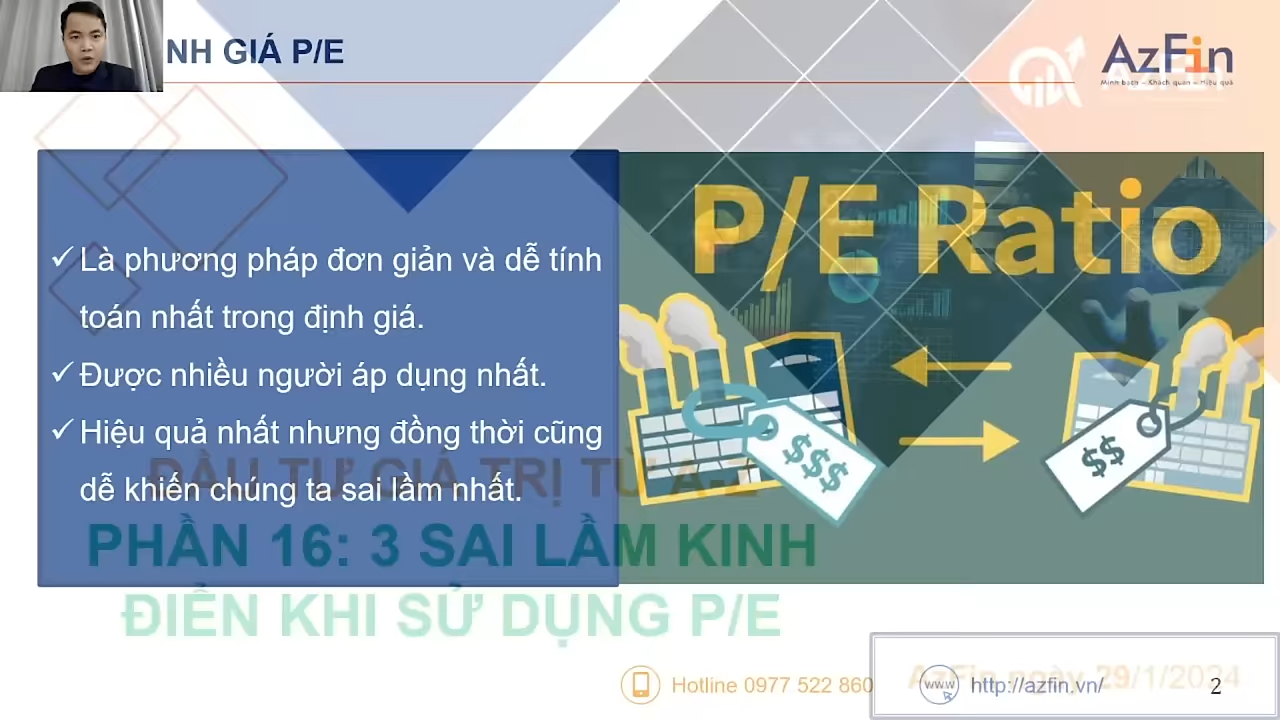 NH GIÁ P/E
AzFin
Minh bạch – Khách quan – Hiệu quả
P/E Ratio
✓ Là phương pháp đơn giản và dễ tính
toán nhất trong định giá.
✓ Được nhiều người áp dụng nhất.
✓ Hiệu quả nhất nhưng đồng thời cũng
dễ khiến chúng ta sai lầm nhất.
$$$
$$
ĐẦU TƯ GIÁ TRỊ TỪ A-Z
PHẦN 16: 3 SAI LẦM KINH
ĐIỂN KHI SỬ DỤNG P/E
Hotline 0977 522 860
www
http://azfin.vn/
AzFin ngày 29/1/2024
2